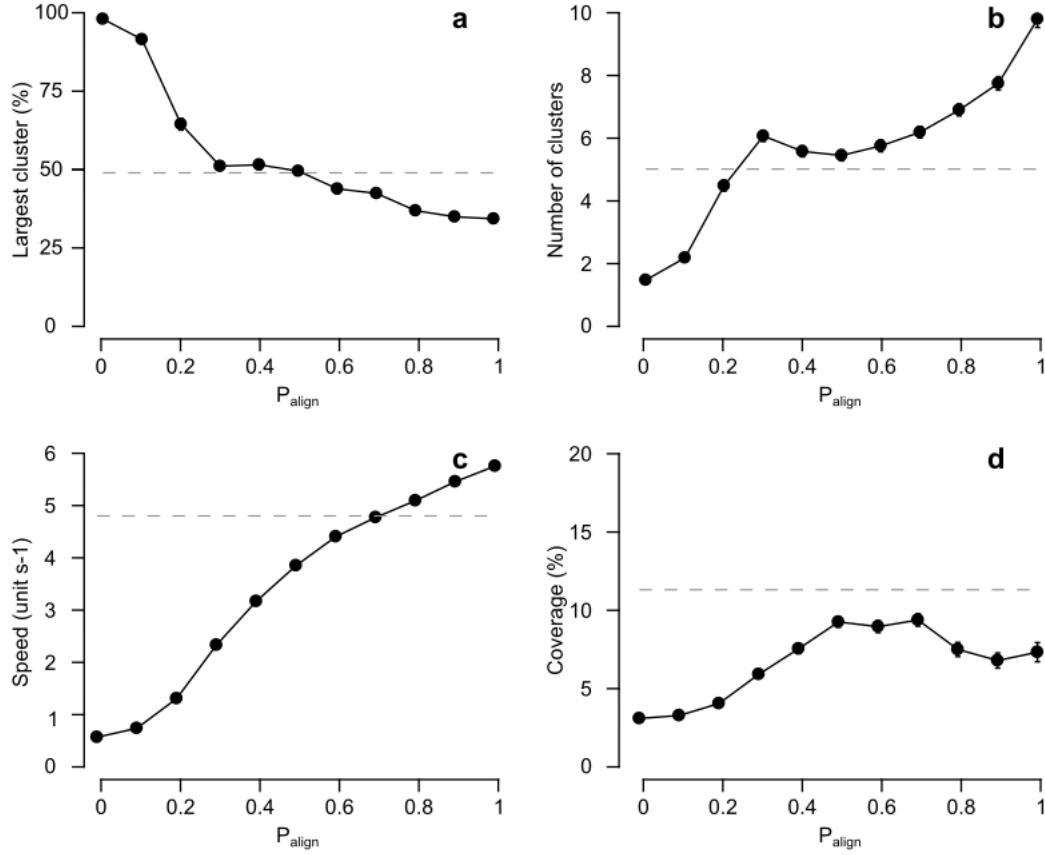 a
Largest cluster (%)
100
75
50
25
0
0 0.2 0.4 0.6 0.8 1
Palign
b
Number of clusters
10
8
6
4
2
0
0 0.2 0.4 0.6 0.8 1
Palign
c
Speed (unit s-1)
6
5
4
3
2
1
0
0 0.2 0.4 0.6 0.8 1
Palign
d
Coverage (%)
20
15
10
5
0
0 0.2 0.4 0.6 0.8 1
Palign